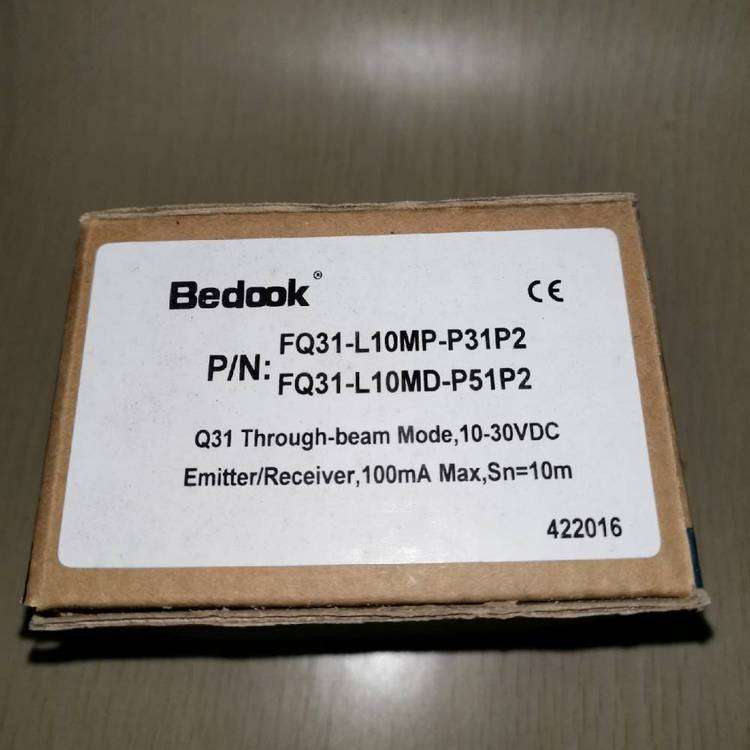 Bedook®
CE
P/N: FQ31-L10MP-P31P2
FQ31-L10MD-P51P2
Q31 Through-beam Mode,10-30VDC
Emitter/Receiver,100mA Max,Sn=10m
422016